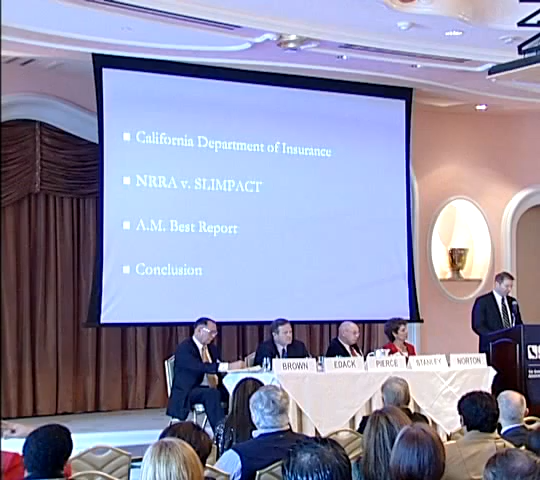 California Department of Insurance
NRRA v. SLIMPACT
A.M. Best Report
Conclusion
BROWN
EDACK
PIERCE
STANLEY
NORTON